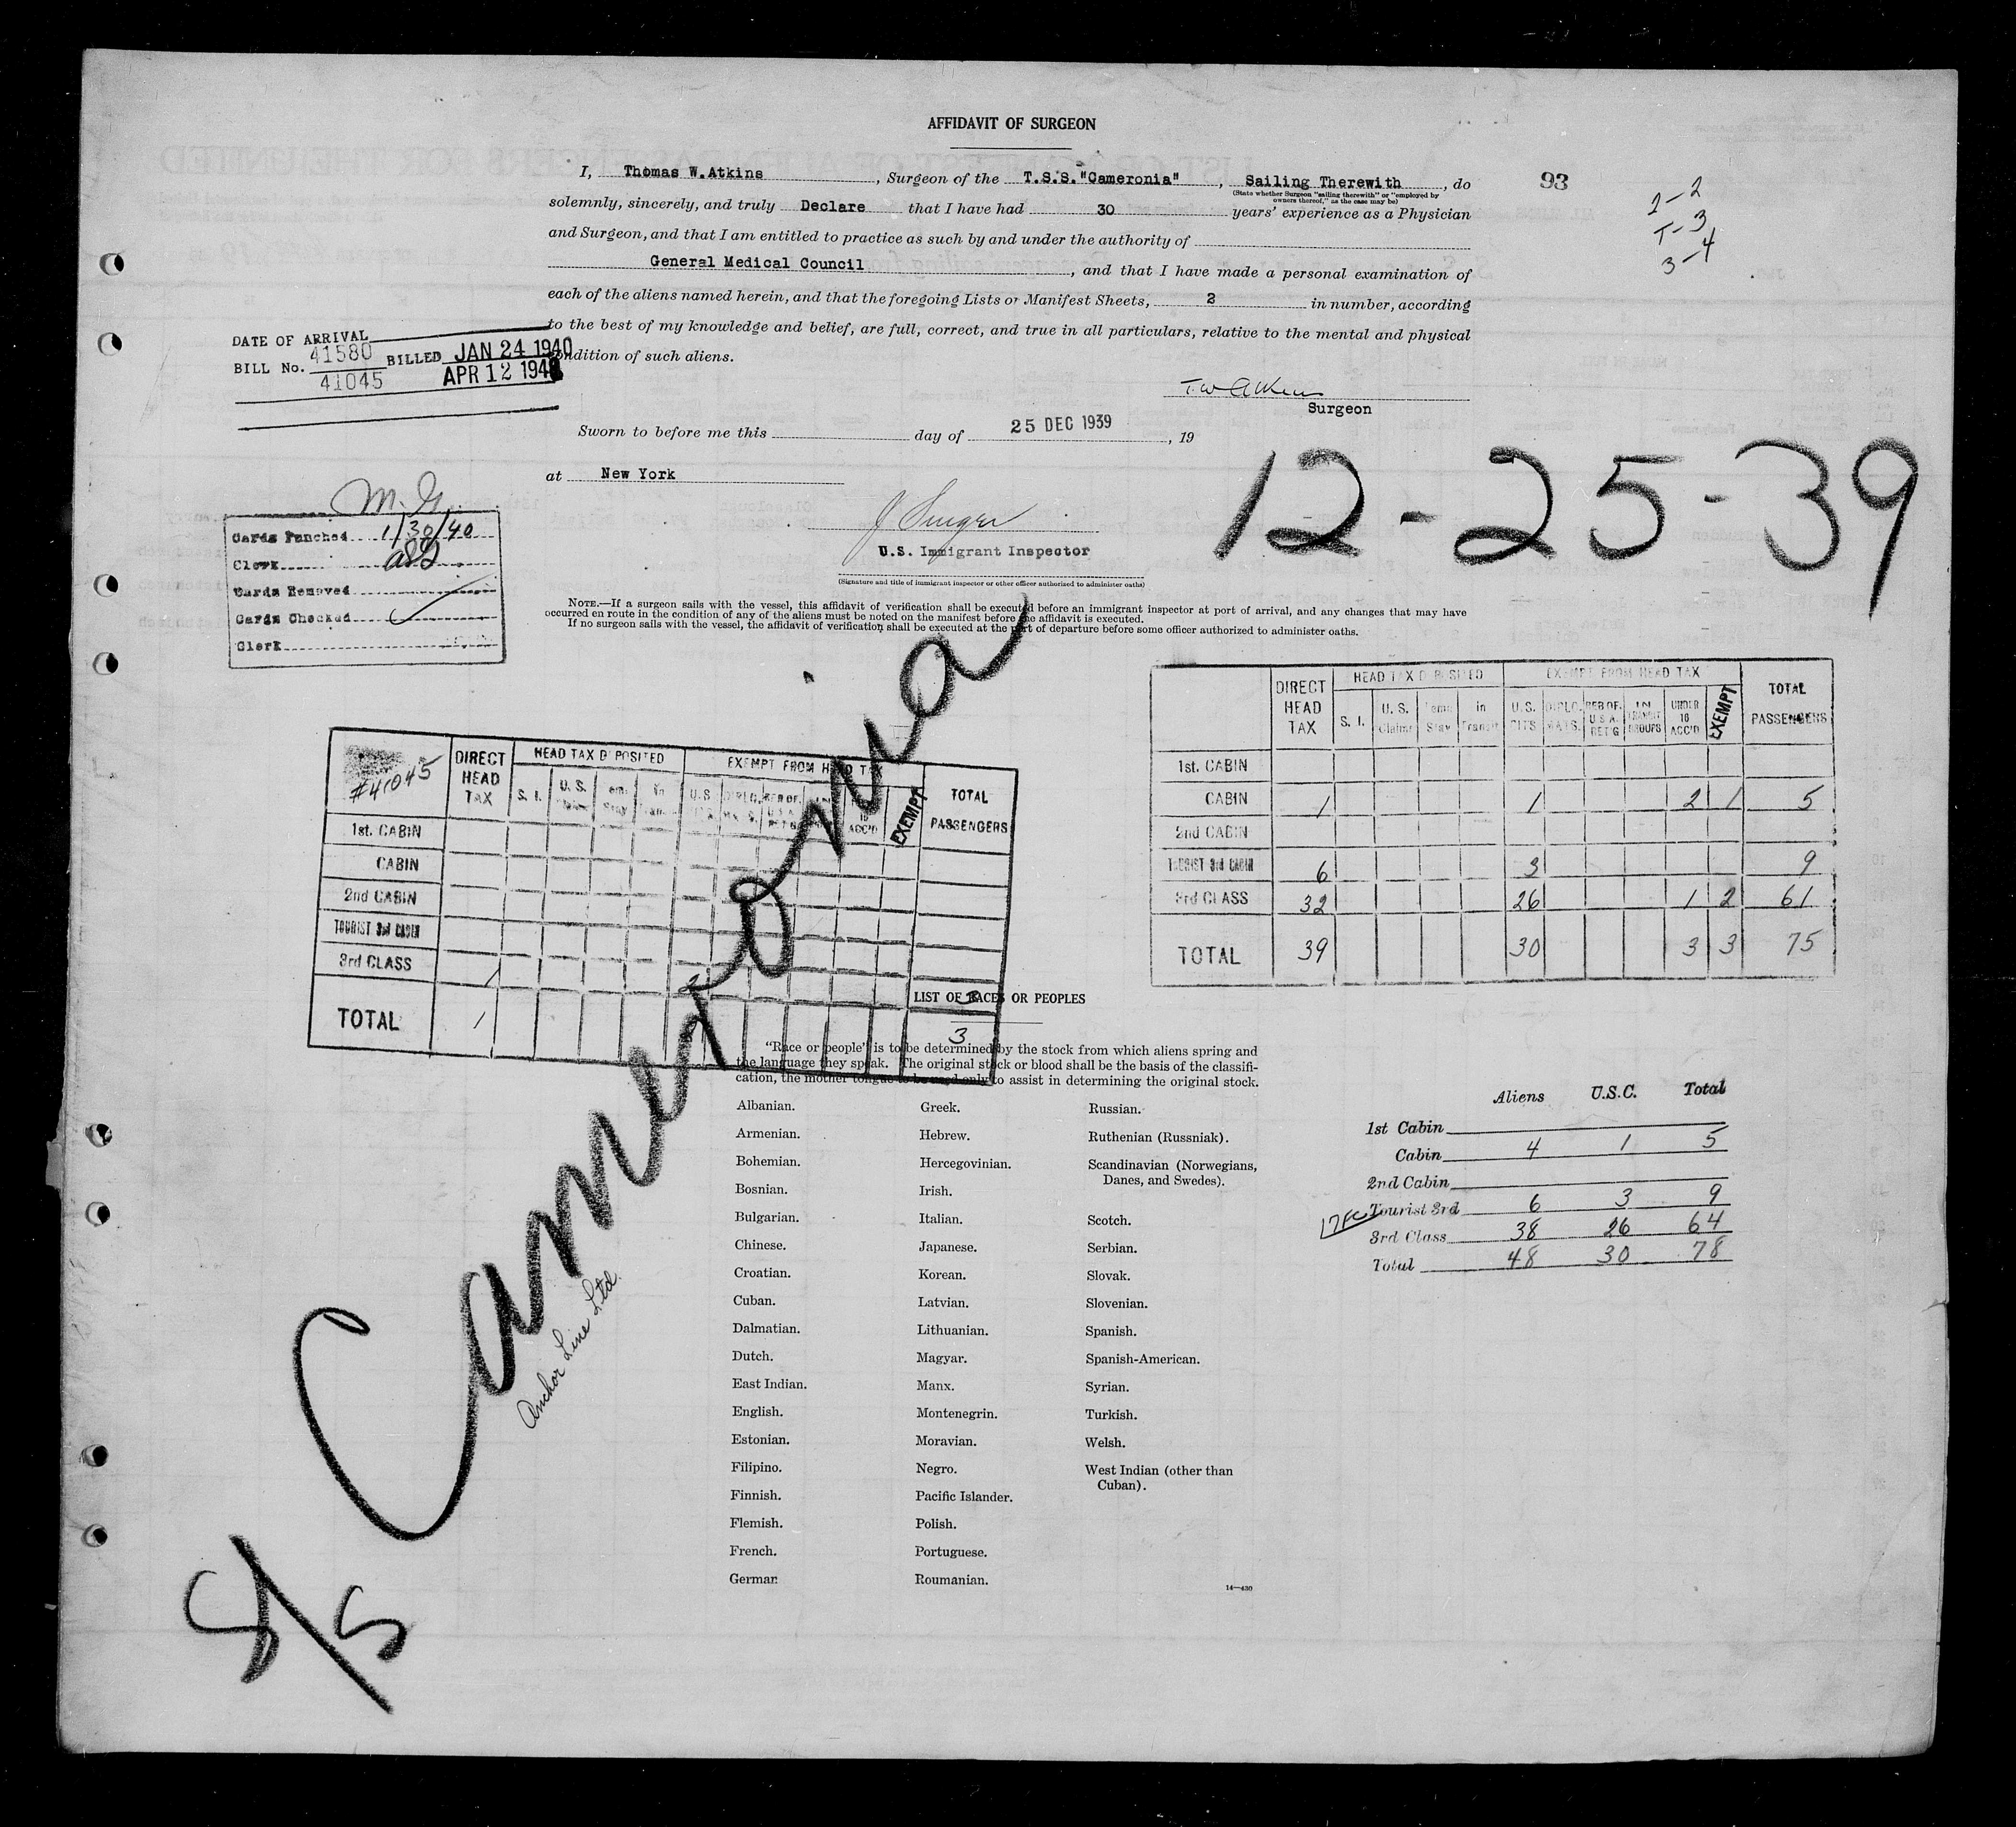 AFFIDAVIT OF SURGEON
93
2-2
T-3
3-4
I, Thomas W. Atkins, Surgeon of the T.S.S. "Cameronia", Sailing Therewith, do
(State whether Surgeon "sailing therewith" or "employed by
owners thereof," as the case may be)
solemnly, sincerely, and truly Declare that I have had 30 years' experience as a Physician
and Surgeon, and that I am entitled to practice as such by and under the authority of
General Medical Council, and that I have made a personal examination of
each of the aliens named herein, and that the foregoing Lists or Manifest Sheets, 2 in number, according
to the best of my knowledge and belief, are full, correct, and true in all particulars, relative to the mental and physical
condition of such aliens.
DATE OF ARRIVAL
BILL No. 41580 BILLED JAN 24 1940
41045 APR 12 1940
T. W. Atkins
Surgeon
Sworn to before me this day of 25 DEC 1939, 19
at New York
12-25-39
J Singer
U.S. Immigrant Inspector
(Signature and title of immigrant inspector or other officer authorized to administer oaths)
M. G.
Cards Punched 1/30/40
Clerk
Cards Removed
Cards Checked
Clerk
NOTE.—If a surgeon sails with the vessel, this affidavit of verification shall be executed before an immigrant inspector at port of arrival, and any changes that may have
occurred en route in the condition of any of the aliens must be noted on the manifest before the affidavit is executed.
If no surgeon sails with the vessel, the affidavit of verification shall be executed at the port of departure before some officer authorized to administer oaths.
DIRECT HEAD TAX HEAD TAX DEPOSITED EXEMPT FROM HEAD TAX TOTAL PASSENGERS
S. I. U. S. Claims Temp Stay in Transit U.S. CITS DIPLO. MATS. RES OF. U S A. RET'G IN TRANSIT GROUPS UNDER 16 ACC'D EXEMPT
1st. CABIN
CABIN 1 1 2 1 5
2nd CABIN
TOURIST 3rd CABIN 6 3 9
3rd CLASS 32 26 1 2 61
TOTAL 39 30 3 3 75
#41045
DIRECT HEAD TAX HEAD TAX DEPOSITED EXEMPT FROM HEAD TAX TOTAL PASSENGERS
S. I. U. S. Stay U.S. ACC'D EXEMPT
1st. CABIN
CABIN
2nd CABIN
TOURIST 3rd CABIN
3rd CLASS 1 2 3
TOTAL 1 3
LIST OF RACES OR PEOPLES
"Race or people" is to be determined by the stock from which aliens spring and
the language they speak. The original stock or blood shall be the basis of the classifi-
cation, the mother tongue to be used only to assist in determining the original stock.
Albanian.
Armenian.
Bohemian.
Bosnian.
Bulgarian.
Chinese.
Croatian.
Cuban.
Dalmatian.
Dutch.
East Indian.
English.
Estonian.
Filipino.
Finnish.
Flemish.
French.
German
Greek.
Hebrew.
Hercegovinian.
Irish.
Italian.
Japanese.
Korean.
Latvian.
Lithuanian.
Magyar.
Manx.
Montenegrin.
Moravian.
Negro.
Pacific Islander.
Polish.
Portuguese.
Roumanian.
Russian.
Ruthenian (Russniak).
Scandinavian (Norwegians,
Danes, and Swedes).
Scotch.
Serbian.
Slovak.
Slovenian.
Spanish.
Spanish-American.
Syrian.
Turkish.
Welsh.
West Indian (other than
Cuban).
14—430
Aliens U.S.C. Total
1st Cabin
Cabin 4 1 5
2nd Cabin
Tourist 3rd 6 3 9
3rd Class 38 26 64
Total 48 30 78
S/S Cameronia
Anchor Line Ltd.